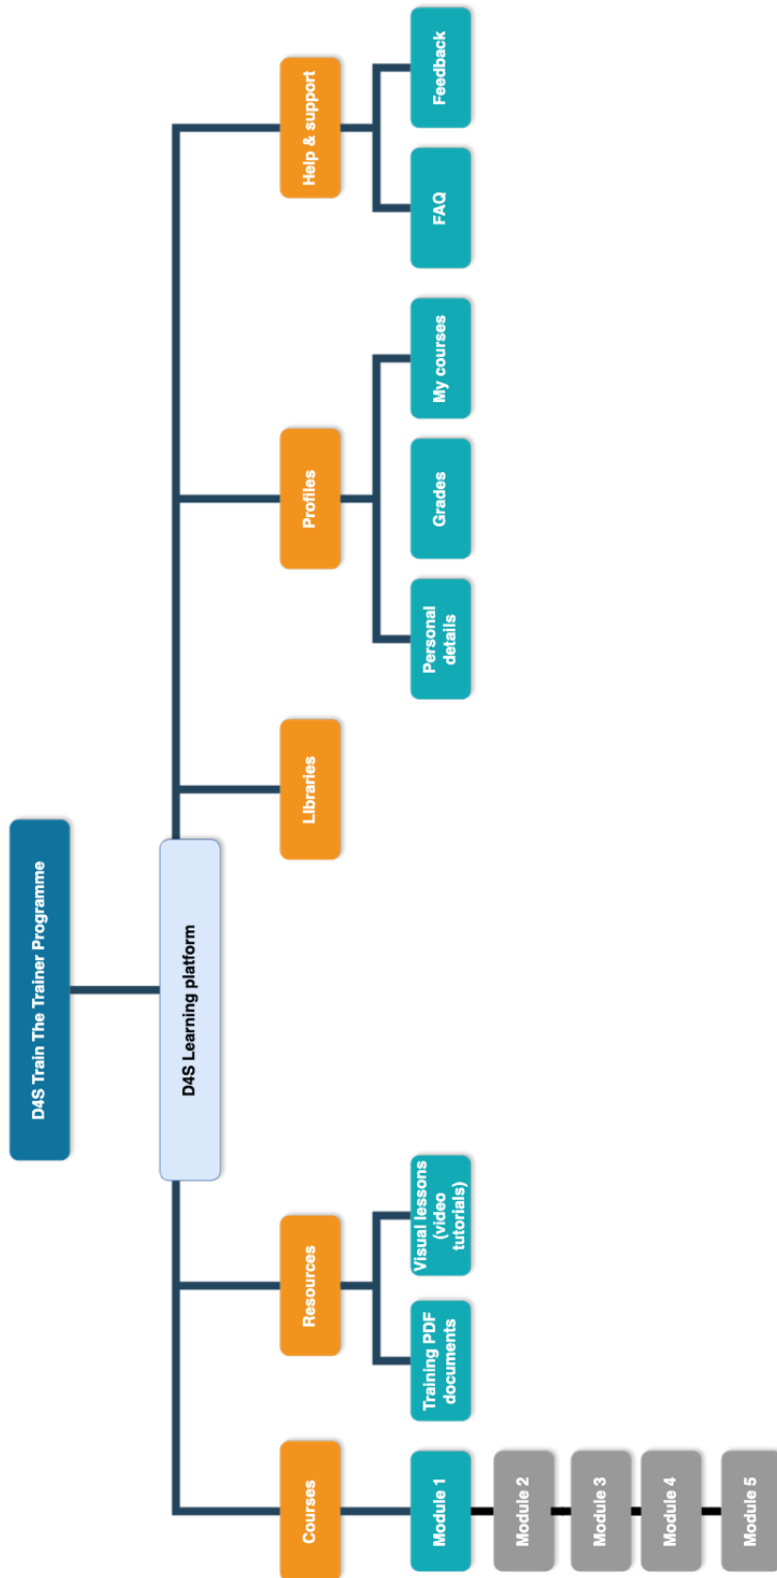 D4S Train The Trainer Programme
D4S Learning platform
Courses
Resources
LIbraries
Profiles
Help & support
Module 1
Training PDF
documents
Visual lessons
(video
tutorials)
Personal
details
Grades
My courses
FAQ
Feedback
Module 2
Module 3
Module 4
Module 5